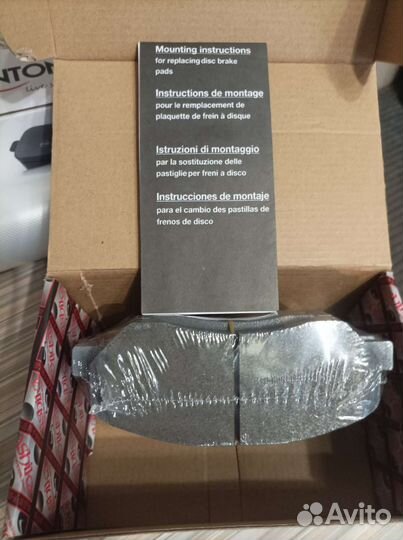 NTON
Mounting instructions
for replacing disc brake
pads
Instructions de montage
pour le remplacement de
plaquette de frein à disque
Istruzioni di montaggio
par la sostituzione delle
pastiglie per freni a disco
Instrucciones de montaje
para el cambio des pastillas de
frenos de disco
Avito